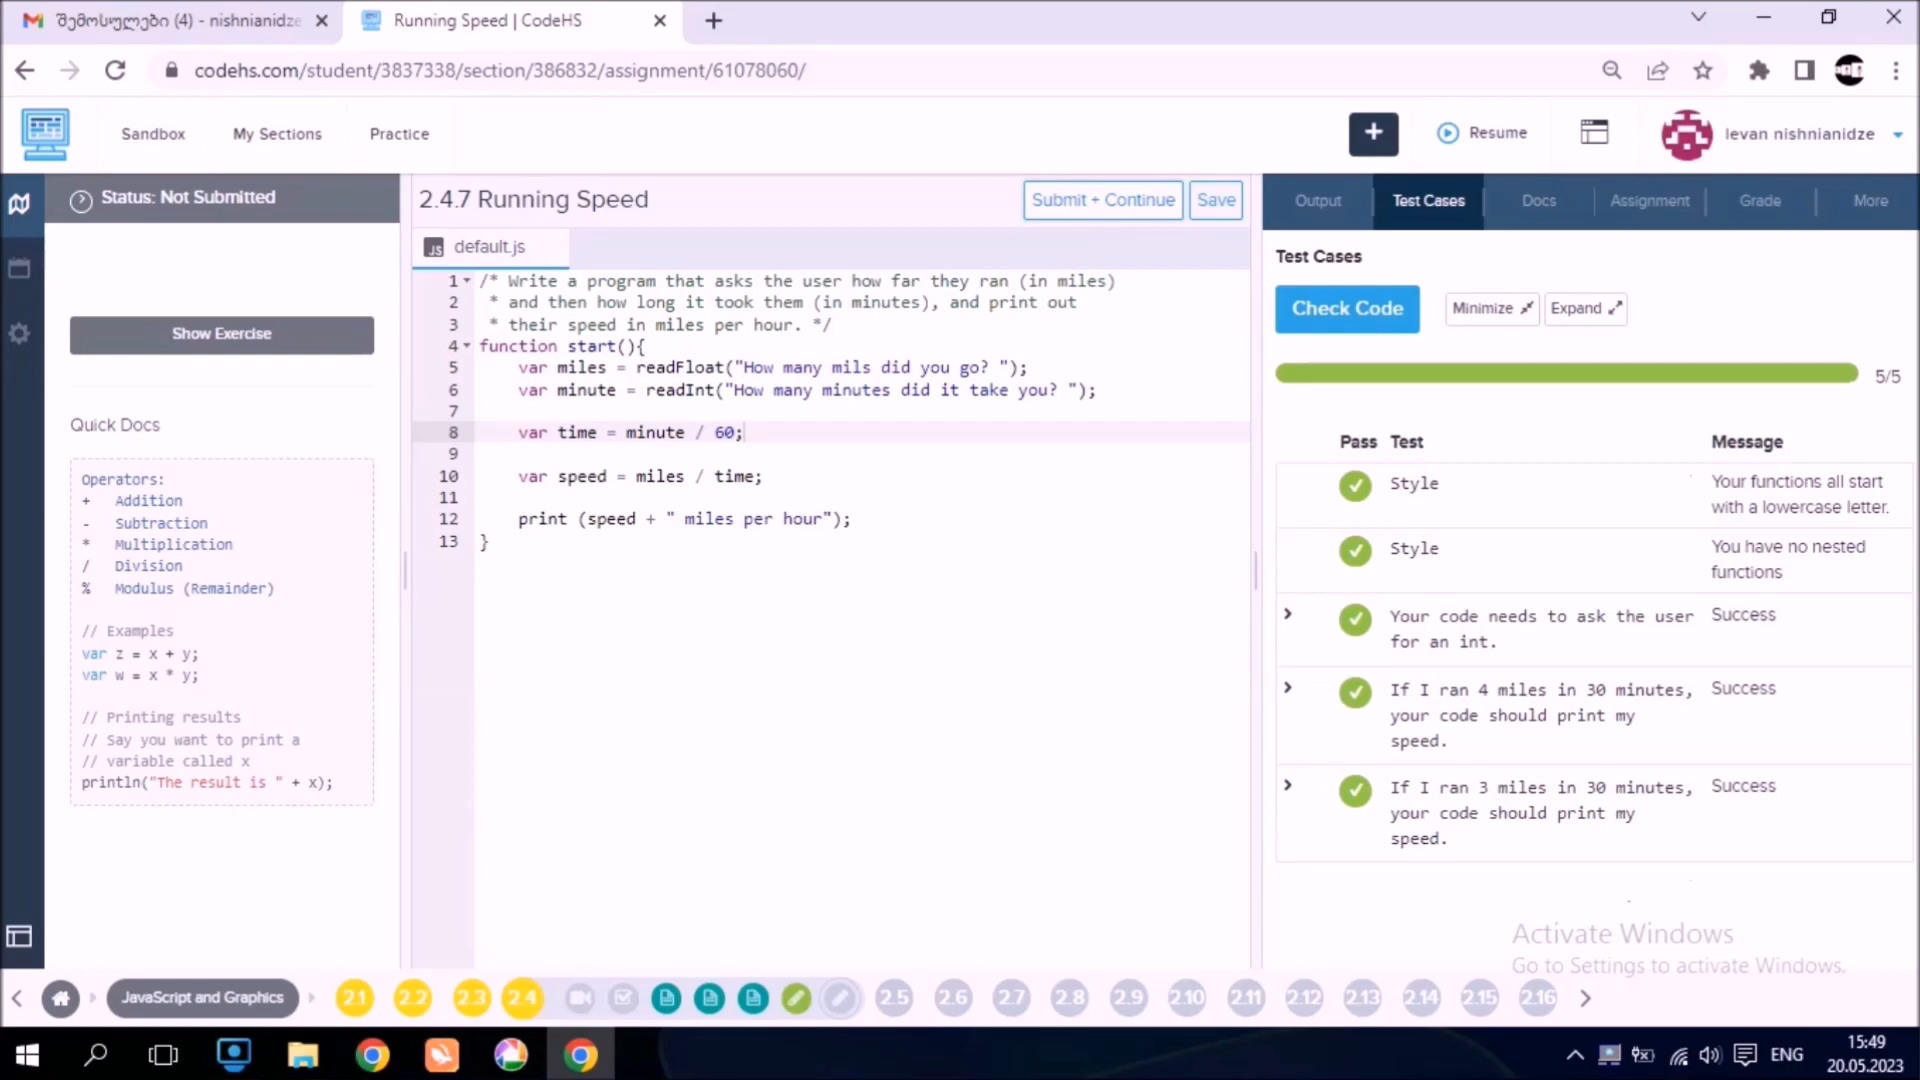 შემოსულები (4) - nishnianidze
Running Speed | CodeHS
codehs.com/student/3837338/section/386832/assignment/61078060/
Sandbox
My Sections
Practice
+
Resume
levan nishnianidze
Status: Not Submitted
Show Exercise
Quick Docs
Operators:
+ Addition
- Subtraction
* Multiplication
/ Division
% Modulus (Remainder)
// Examples
var z = x + y;
var w = x * y;
// Printing results
// Say you want to print a
// variable called x
println("The result is " + x);
2.4.7 Running Speed
Submit + Continue
Save
JS default.js
1 /* Write a program that asks the user how far they ran (in miles)
2 * and then how long it took them (in minutes), and print out
3 * their speed in miles per hour. */
4 function start(){
5 var miles = readFloat("How many mils did you go? ");
6 var minute = readInt("How many minutes did it take you? ");
7
8 var time = minute / 60;
9
10 var speed = miles / time;
11
12 print (speed + " miles per hour");
13 }
Output
Test Cases
Docs
Assignment
Grade
More
Test Cases
Check Code
Minimize
Expand
5/5
Pass Test Message
Style
Your functions all start
with a lowercase letter.
Style
You have no nested
functions
Your code needs to ask the user
for an int.
Success
If I ran 4 miles in 30 minutes,
your code should print my
speed.
Success
If I ran 3 miles in 30 minutes,
your code should print my
speed.
Success
Activate Windows
Go to Settings to activate Windows.
JavaScript and Graphics
2.1 2.2 2.3 2.4 2.5 2.6 2.7 2.8 2.9 2.10 2.11 2.12 2.13 2.14 2.15 2.16
ENG
15:49
20.05.2023